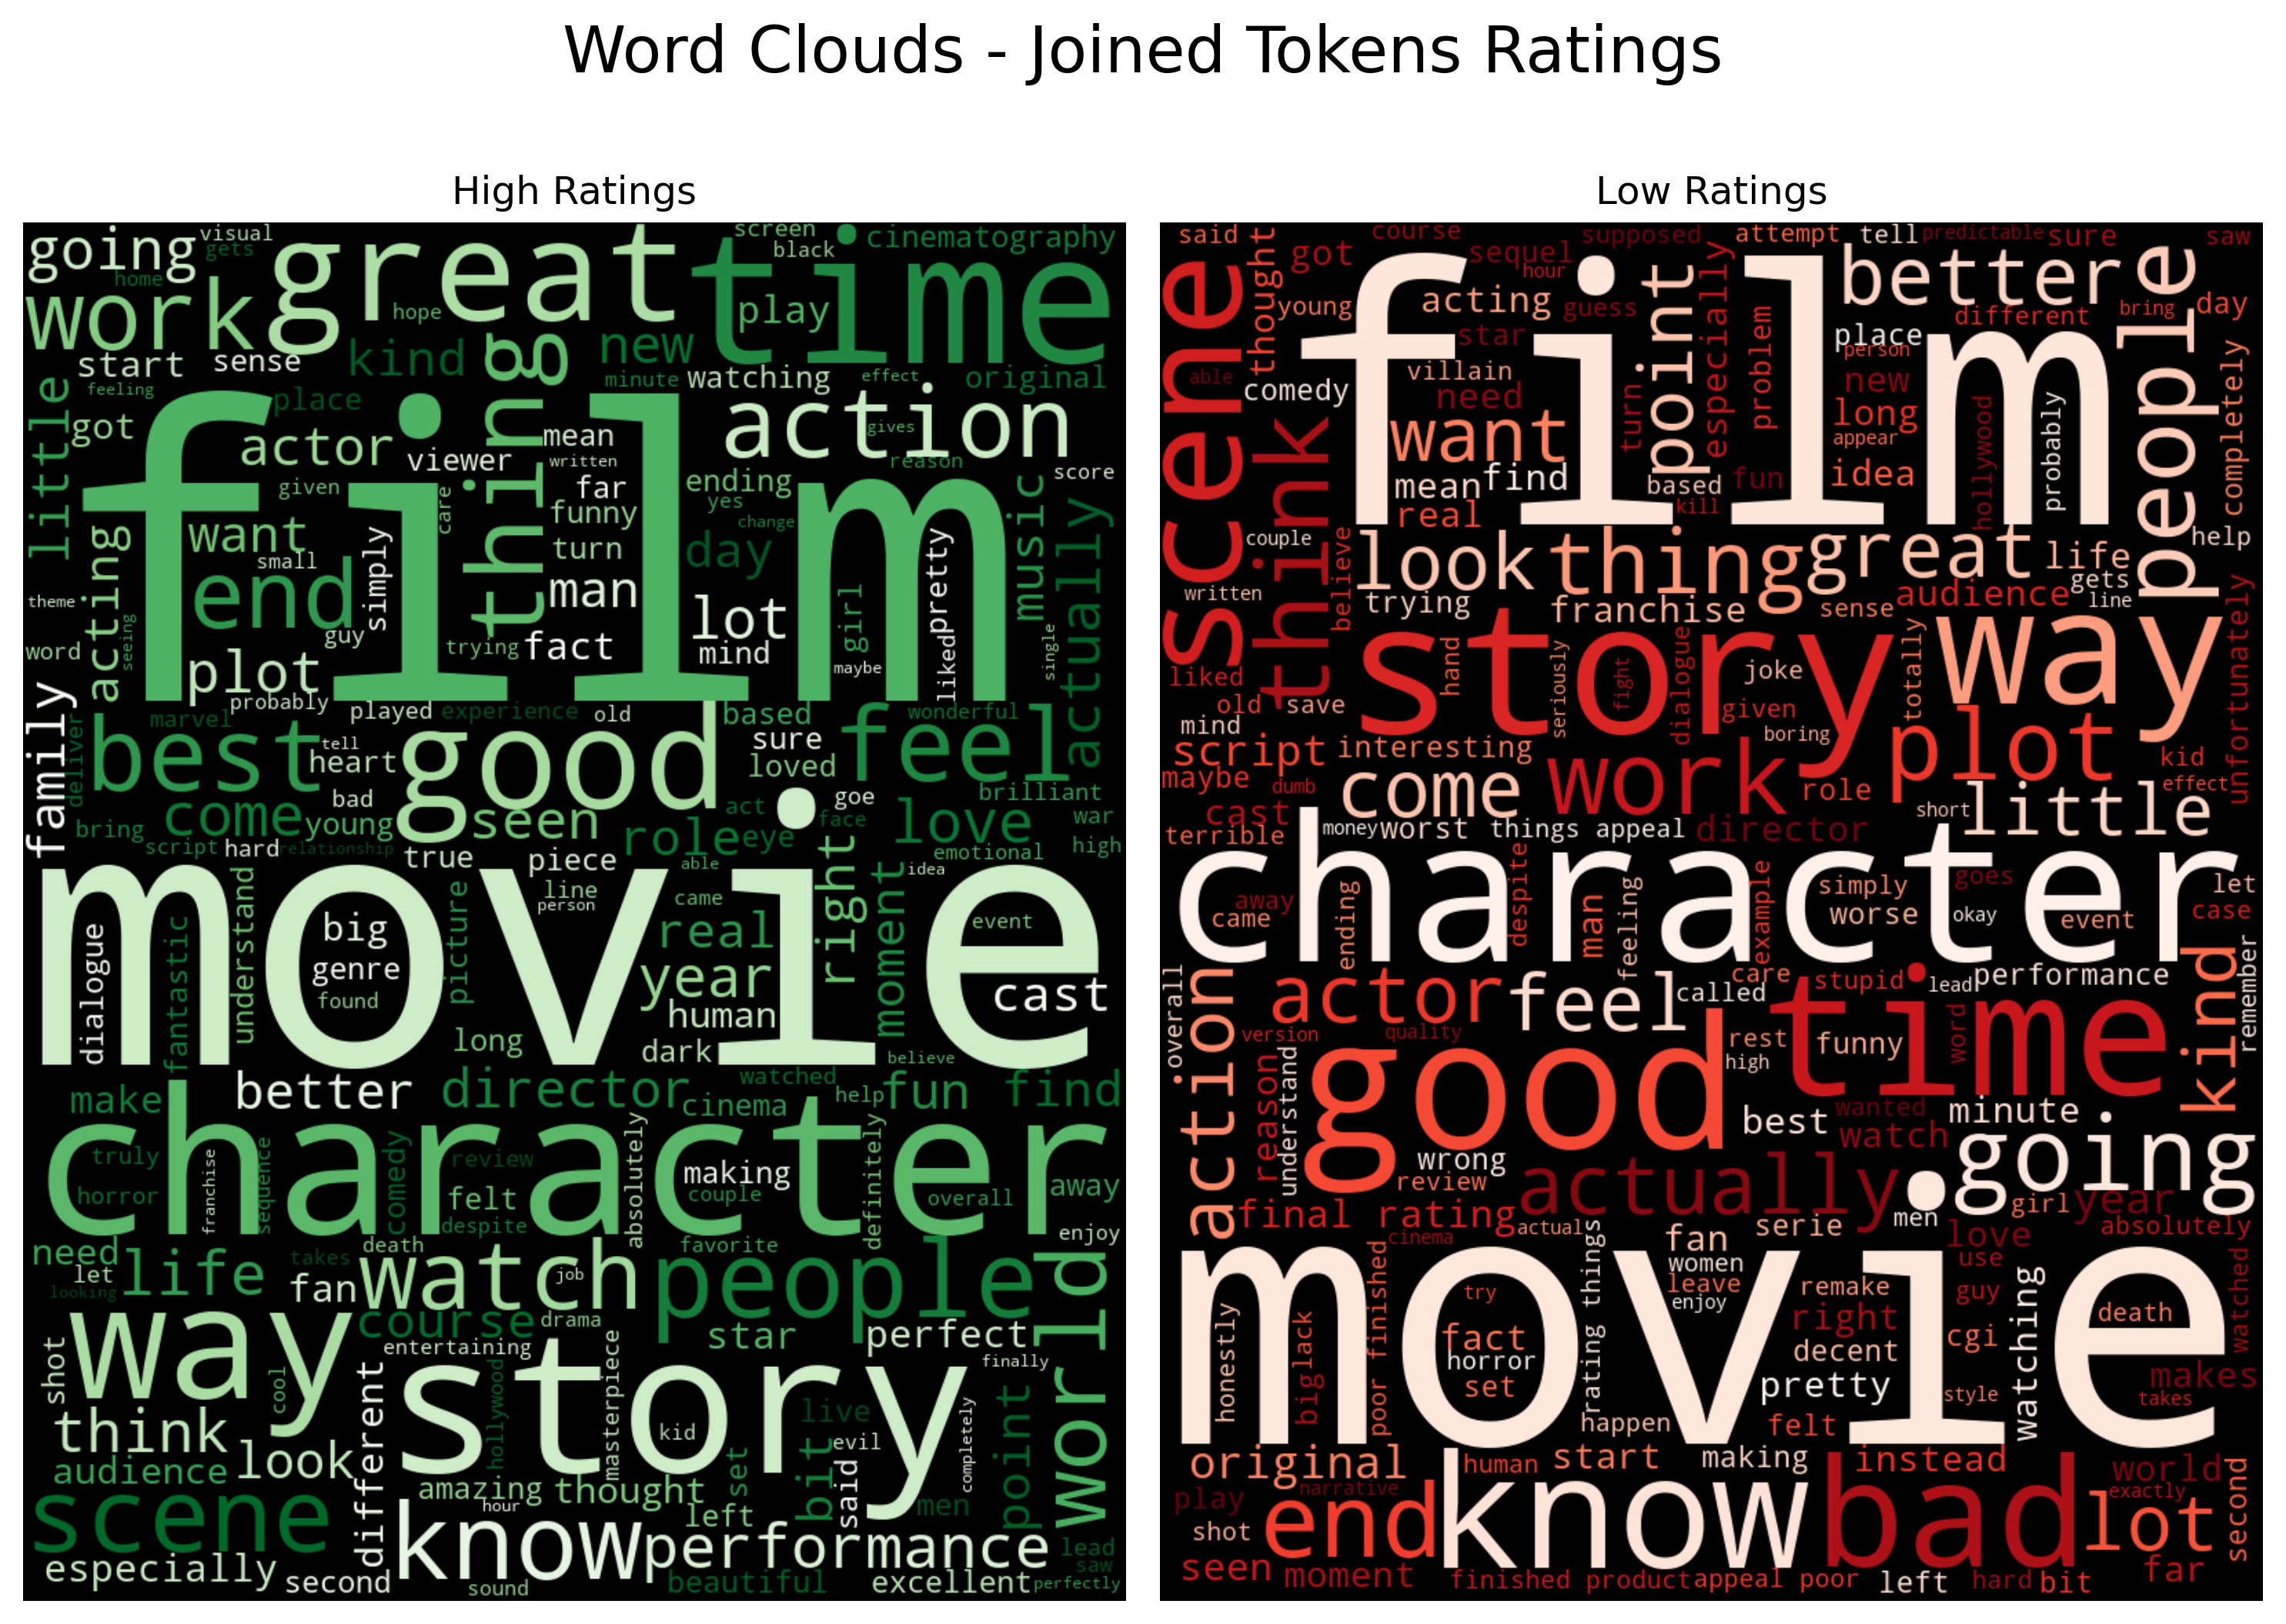 Word Clouds - Joined Tokens Ratings
High Ratings
going
visual
gets
home
great
time
screen
black
cinematography
work
hope
play
start
sense
kind
thing
new
minute
watching
effect
original
feeling
little
got
place
actor
viewer
mean
written
action
gives
reason
score
film
given
care
far
funny
ending
yes
change
music
actually
acting
want
small
simply
turn
day
end
man
lot
mind
girl
pretty
liked
theme
word
seeing
guy
trying
fact
maybe
single
plot
probably
played
experience
old
based
wonderful
family
marvel
deliver
best
tell
heart
good
sure
loved
feel
bad
come
young
seen
act
goe
face
brilliant
bring
script
hard
relationship
role
eye
love
war
emotional
high
true
piece
able
right
idea
movie
line
person
came
understand
fantastic
dialogue
big
genre
found
picture
real
year
human
moment
event
cast
long
dark
believe
make
better
director
watched
cinema
help
fun
find
character
truly
horror
franchise
sequence
comedy
review
felt
despite
absolutely
making
couple
definitely
overall
away
enjoy
need
let
looking
life
takes
death
fan
watch
job
favorite
people
world
way
course
drama
star
perfect
shot
cool
entertaining
finally
different
hollywood
story
masterpiece
kid
live
evil
completely
point
think
audience
look
amazing
hour
thought
set
bit
said
men
scene
left
know
performance
lead
saw
especially
second
sound
beautiful
excellent
perfectly
Low Ratings
said
thought
got
course
sequel
hour
supposed
attempt
tell
predictable
sure
saw
scene
young
acting
guess
point
especially
better
people
bring
day
able
star
problem
different
place
person
comedy
villain
need
film
turn
new
long
appear
hollywood
probably
completely
think
want
mean
find
real
based
kill
fun
idea
couple
believe
look
thing
great
life
help
gets
line
written
trying
franchise
sense
audience
unfortunately
liked
old
save
mind
story
hand
seriously
fight
dialogue
joke
given
totally
way
script
interesting
boring
plot
kid
effect
maybe
dumb
come
work
role
short
little
cast
terrible
money
worst
things appeal
director
character
away
came
ending
despite
man
feeling
example
simply
worse
goes
okay
event
let
case
overall
action
actor
feel
called
care
stupid
lead
performance
kind
remember
version
quality
good
rest
high
time
funny
word
reason
understand
best
wanted
watch
minute
going
wrong
review
actually
final rating
actual
cinema
men
girl
year
absolutely
serie
fan
love
movie
honestly
biglack
poor finished
try
fact
horror
set
rating things
women
leave
enjoy
remake
right
decent
use
guy
cgi
watching
death
watched
pretty
style
makes
takes
happen
felt
original
human
start
making
instead
world
exactly
second
play
narrative
shot
end
know
bad
lot
seen
moment
finished product
appeal poor
left
hard
bit
far